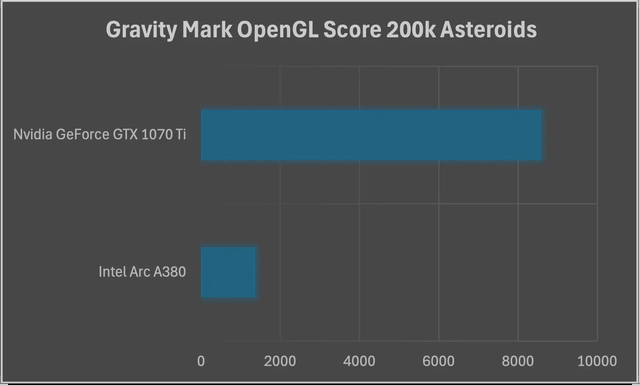 Gravity Mark OpenGL Score 200k Asteroids
Nvidia GeForce GTX 1070 Ti
Intel Arc A380
0 2000 4000 6000 8000 10000